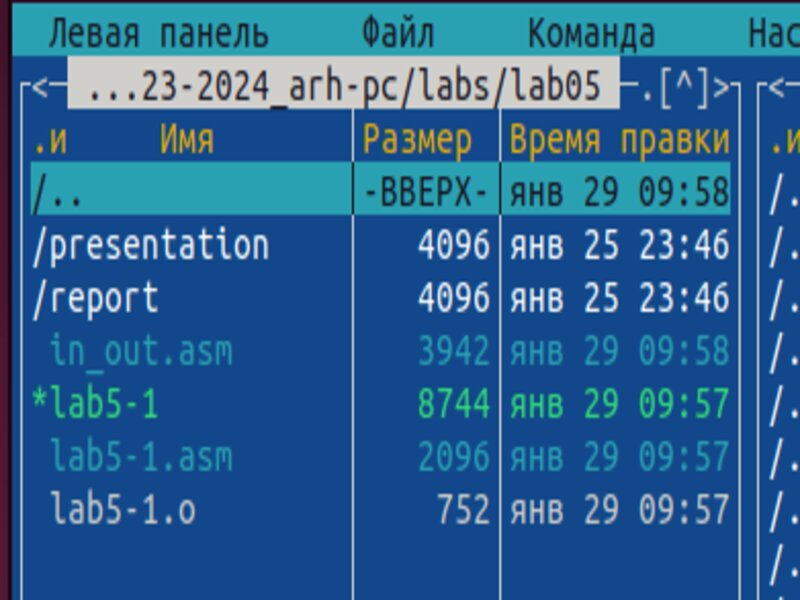 Левая панель Файл Команда Нас
<- ...23-2024_arh-pc/labs/lab05 -.[^]> <-
.и Имя Размер Время правки .и
/.. -ВВЕРХ- янв 29 09:58 /.
/presentation 4096 янв 25 23:46 /.
/report 4096 янв 25 23:46 /.
in_out.asm 3942 янв 29 09:58 /.
*lab5-1 8744 янв 29 09:57 /.
lab5-1.asm 2096 янв 29 09:57 /.
lab5-1.o 752 янв 29 09:57 /.
/.